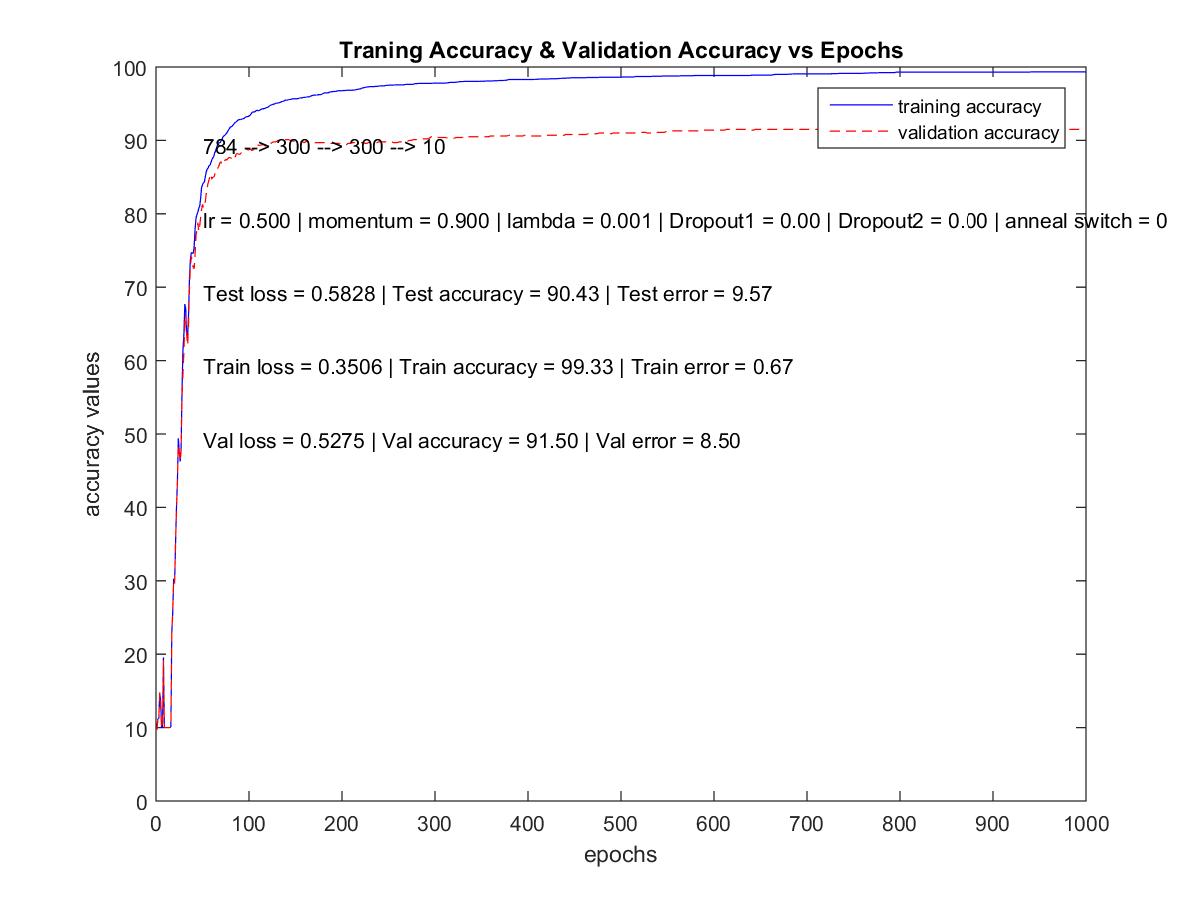 Traning Accuracy & Validation Accuracy vs Epochs
100
90
80
70
60
50
40
30
20
10
0
accuracy values
training accuracy
validation accuracy
784 --> 300 --> 300 --> 10
lr = 0.500 | momentum = 0.900 | lambda = 0.001 | Dropout1 = 0.00 | Dropout2 = 0.00 | anneal switch = 0
Test loss = 0.5828 | Test accuracy = 90.43 | Test error = 9.57
Train loss = 0.3506 | Train accuracy = 99.33 | Train error = 0.67
Val loss = 0.5275 | Val accuracy = 91.50 | Val error = 8.50
0 100 200 300 400 500 600 700 800 900 1000
epochs